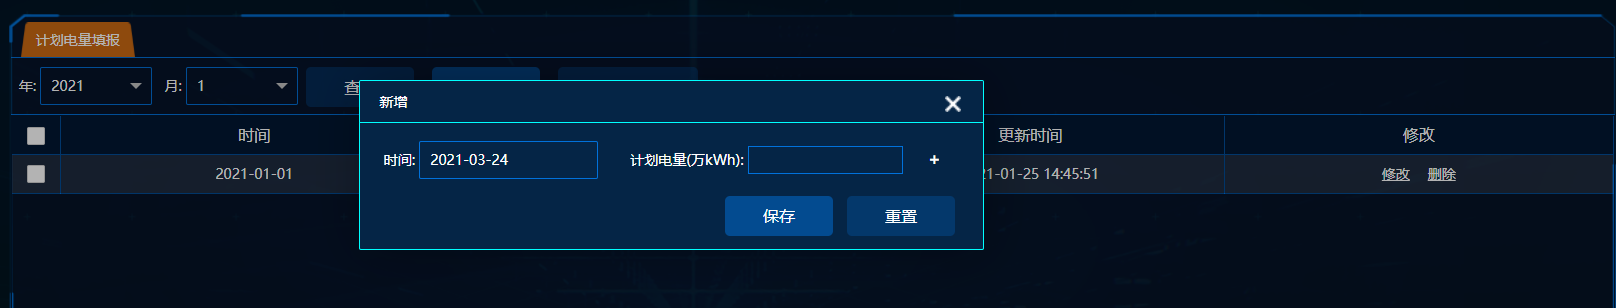 计划电量填报
年: 2021 月: 1
新增
时间 更新时间 修改
时间: 2021-03-24 计划电量(万kWh): +
2021-01-01 1-01-25 14:45:51 修改 删除
保存 重置